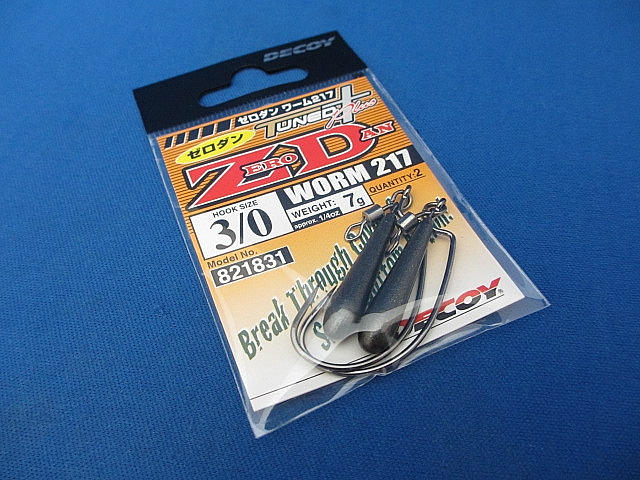 DECOY
ゼロダン ワーム217
TUNED+ Plus
ゼロダン
ZERO DAN
WORM 217
HOOK SIZE
3/0
WEIGHT: 7g
approx. 1/4oz
QUANTITY:2
Model No.
821831
Break Through
DECOY®